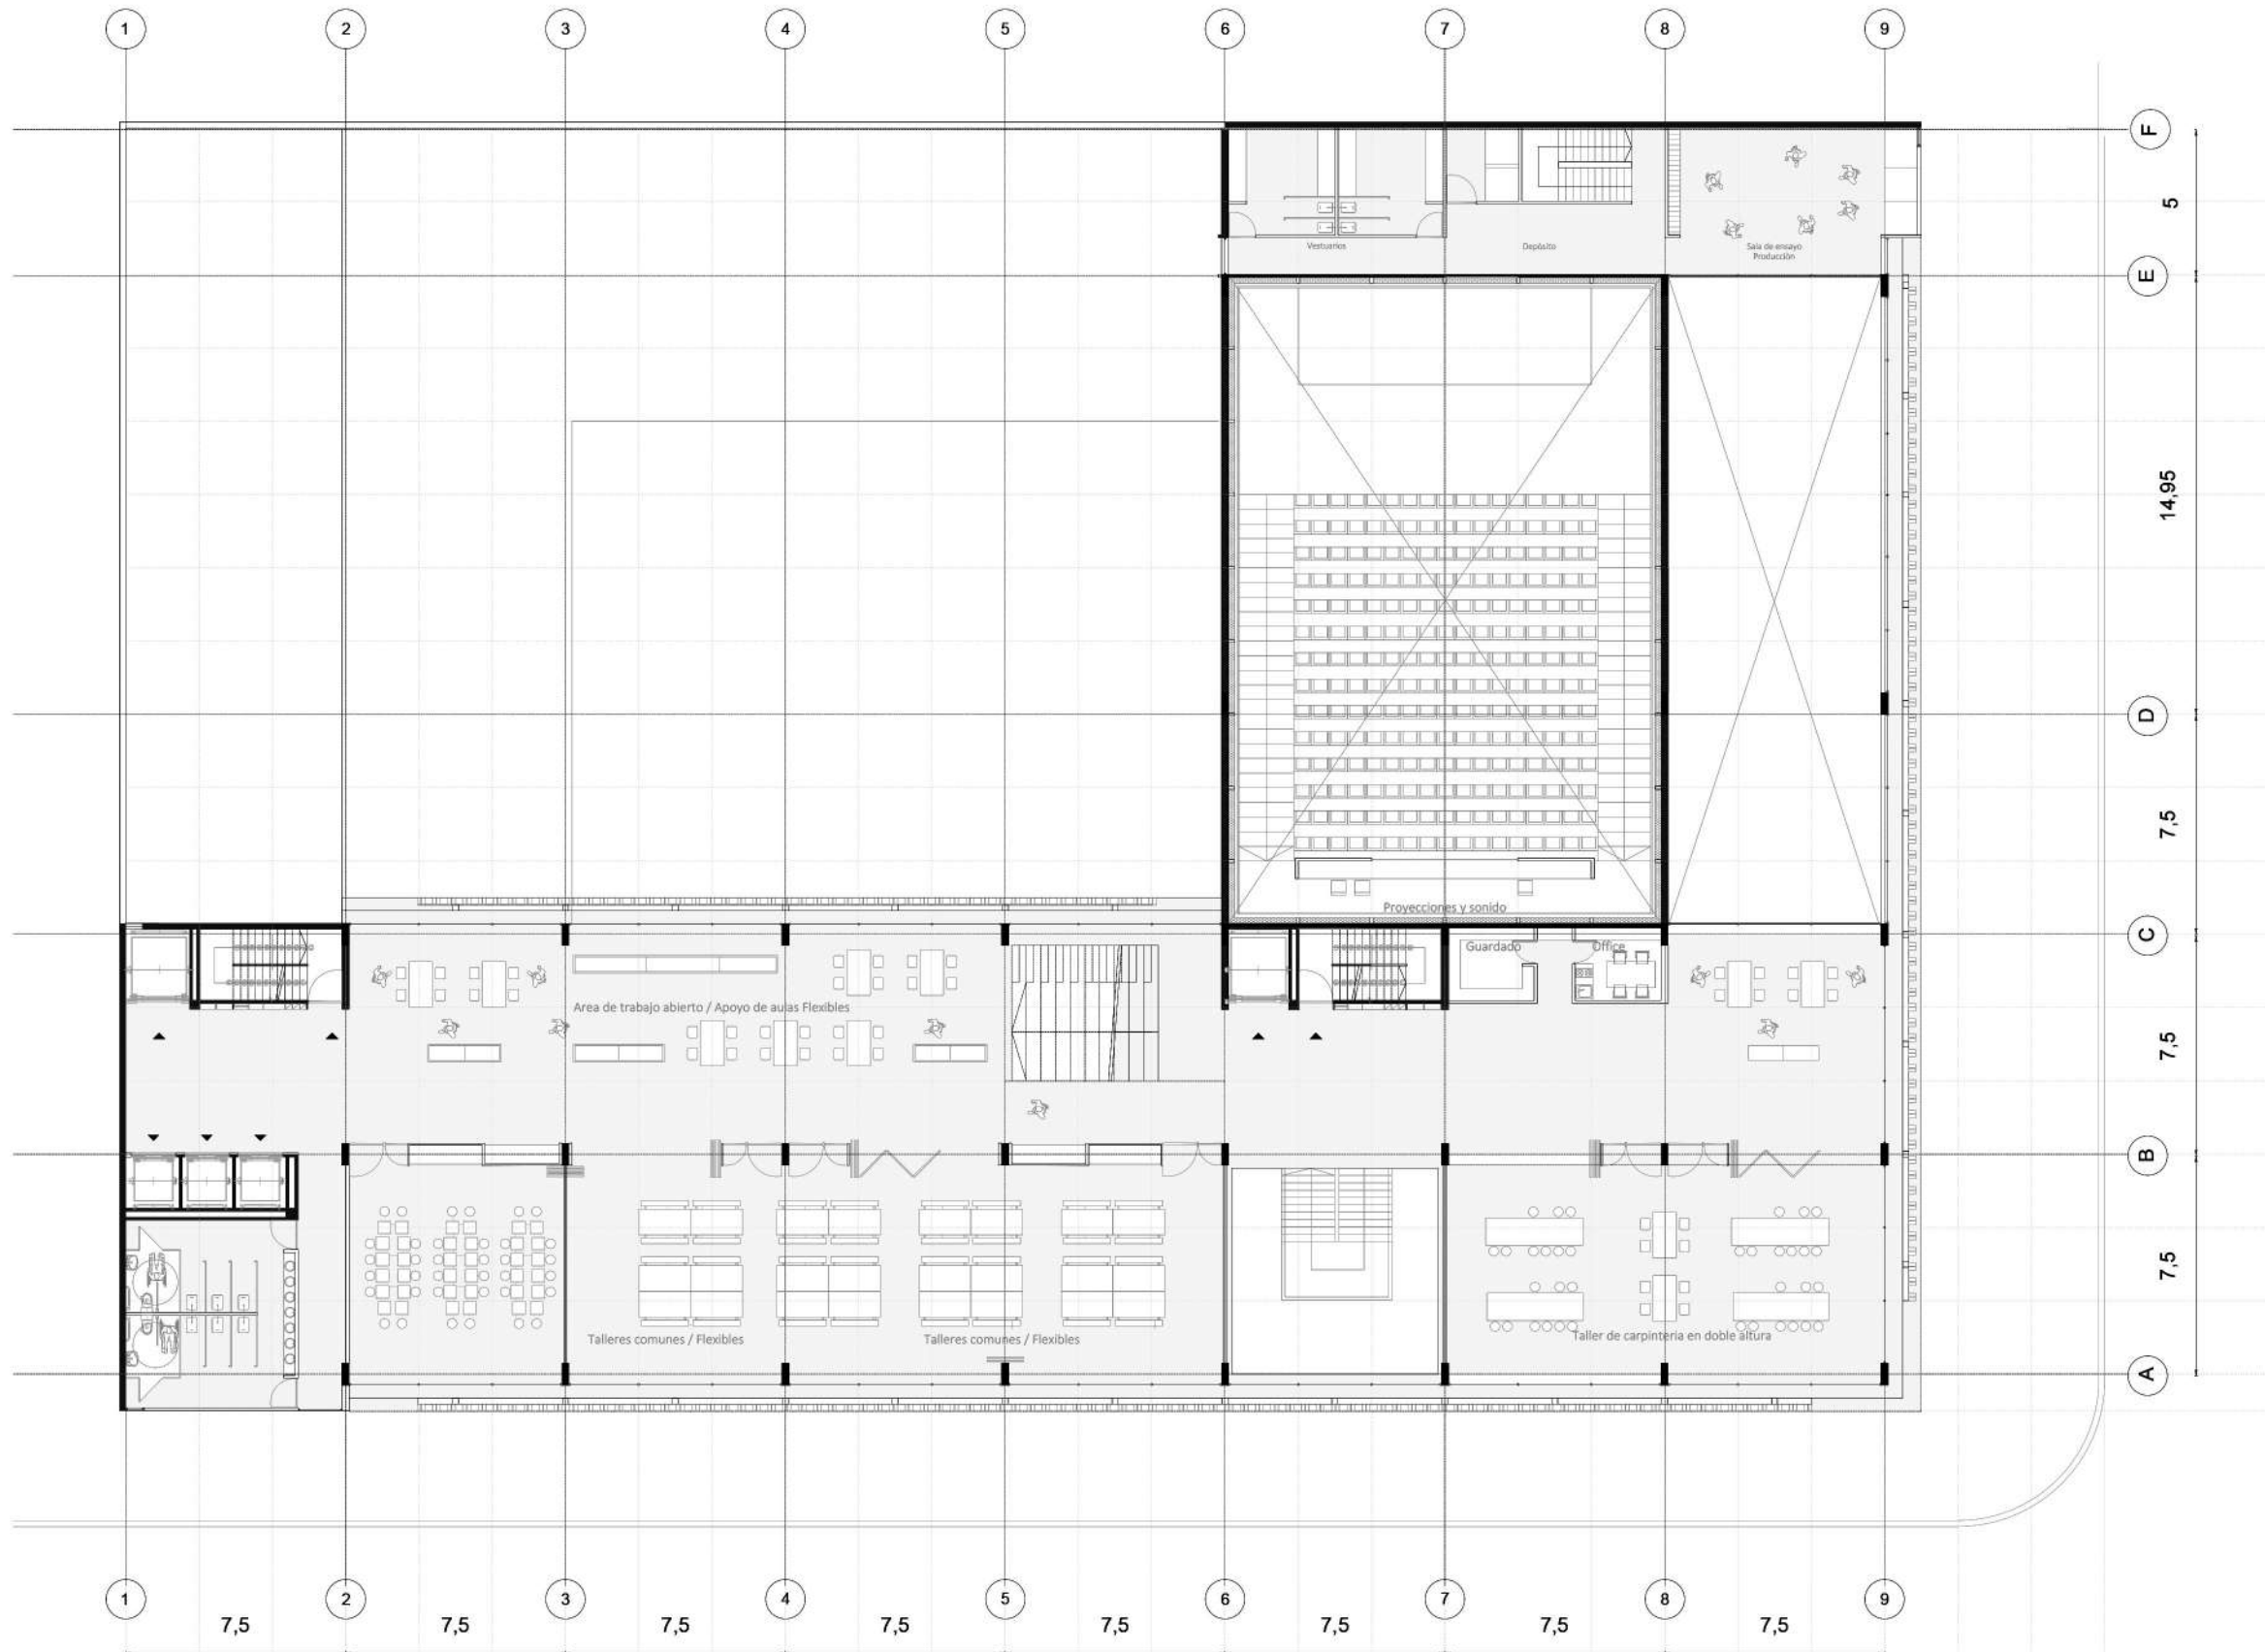 1 2 3 4 5 6 7 8 9
F
5
Vestuarios
Depósito
Sala de ensayo
Producción
E
14,95
D
7,5
Proyecciones y sonido
C
Guardado
Office
Area de trabajo abierto / Apoyo de aulas Flexibles
7,5
B
7,5
Talleres comunes / Flexibles
Talleres comunes / Flexibles
Taller de carpinteria en doble altura
A
1 2 3 4 5 6 7 8 9
7,5 7,5 7,5 7,5 7,5 7,5 7,5 7,5